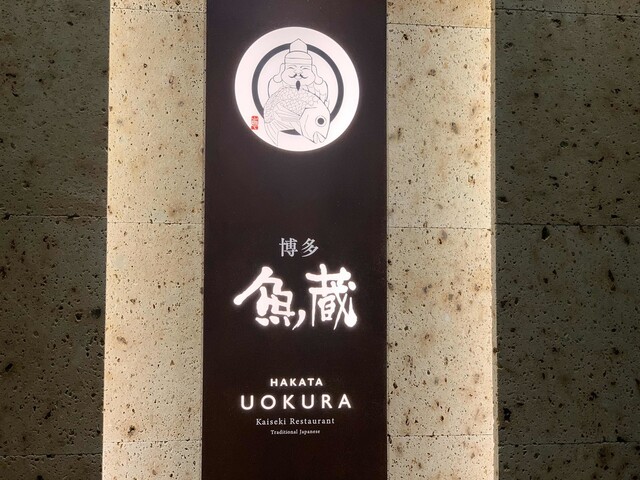 博多
魚蔵
HAKATA
UOKURA
Kaiseki Restaurant
Traditional Japanese